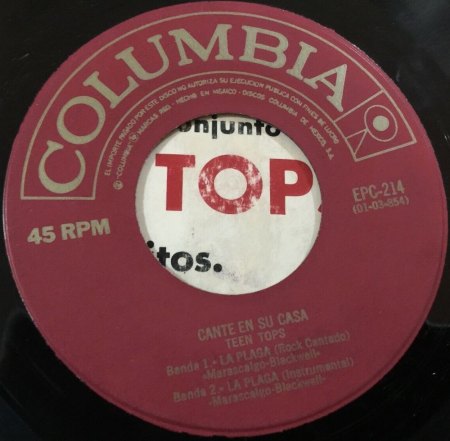 COLUMBIA
EL IMPORTE PAGADO POR ESTE DISCO NO AUTORIZA SU EJECUCION PUBLICA CON FINES DE LUCRO
"COLUMBIA" MARCAS REG. - HECHO EN MEXICO - DISCOS COLUMBIA DE MEXICO, S.A.
R
onjunto
TOP
itos.
45 RPM
EPC-214
(01-03-854)
CANTE EN SU CASA
TEEN TOPS
Banda 1 - LA PLAGA (Rock Cantado)
-Marascalgo-Blackwell-
Banda 2 - LA PLAGA (Instrumental)
-Marascalgo-Blackwell-